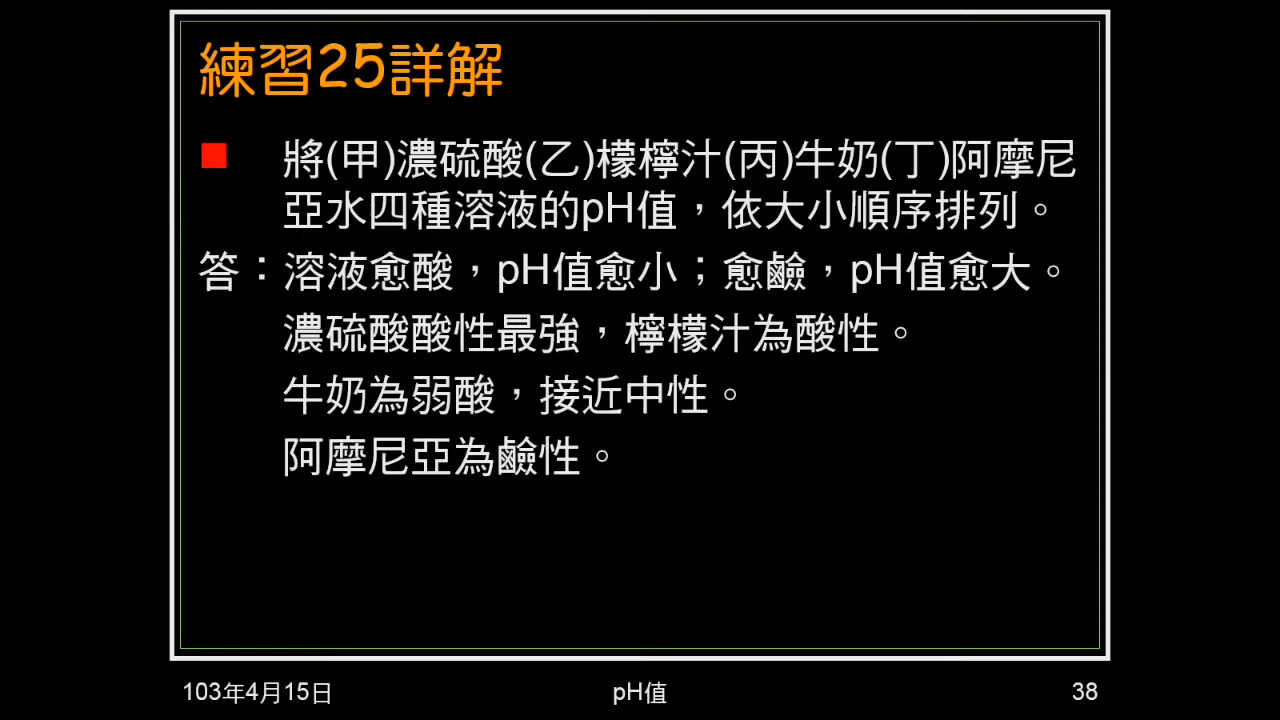 練習25詳解
將(甲)濃硫酸(乙)檬檸汁(丙)牛奶(丁)阿摩尼
亞水四種溶液的pH值，依大小順序排列。
答：溶液愈酸，pH值愈小；愈鹼，pH值愈大。
濃硫酸酸性最強，檸檬汁為酸性。
牛奶為弱酸，接近中性。
阿摩尼亞為鹼性。
103年4月15日
pH值
38